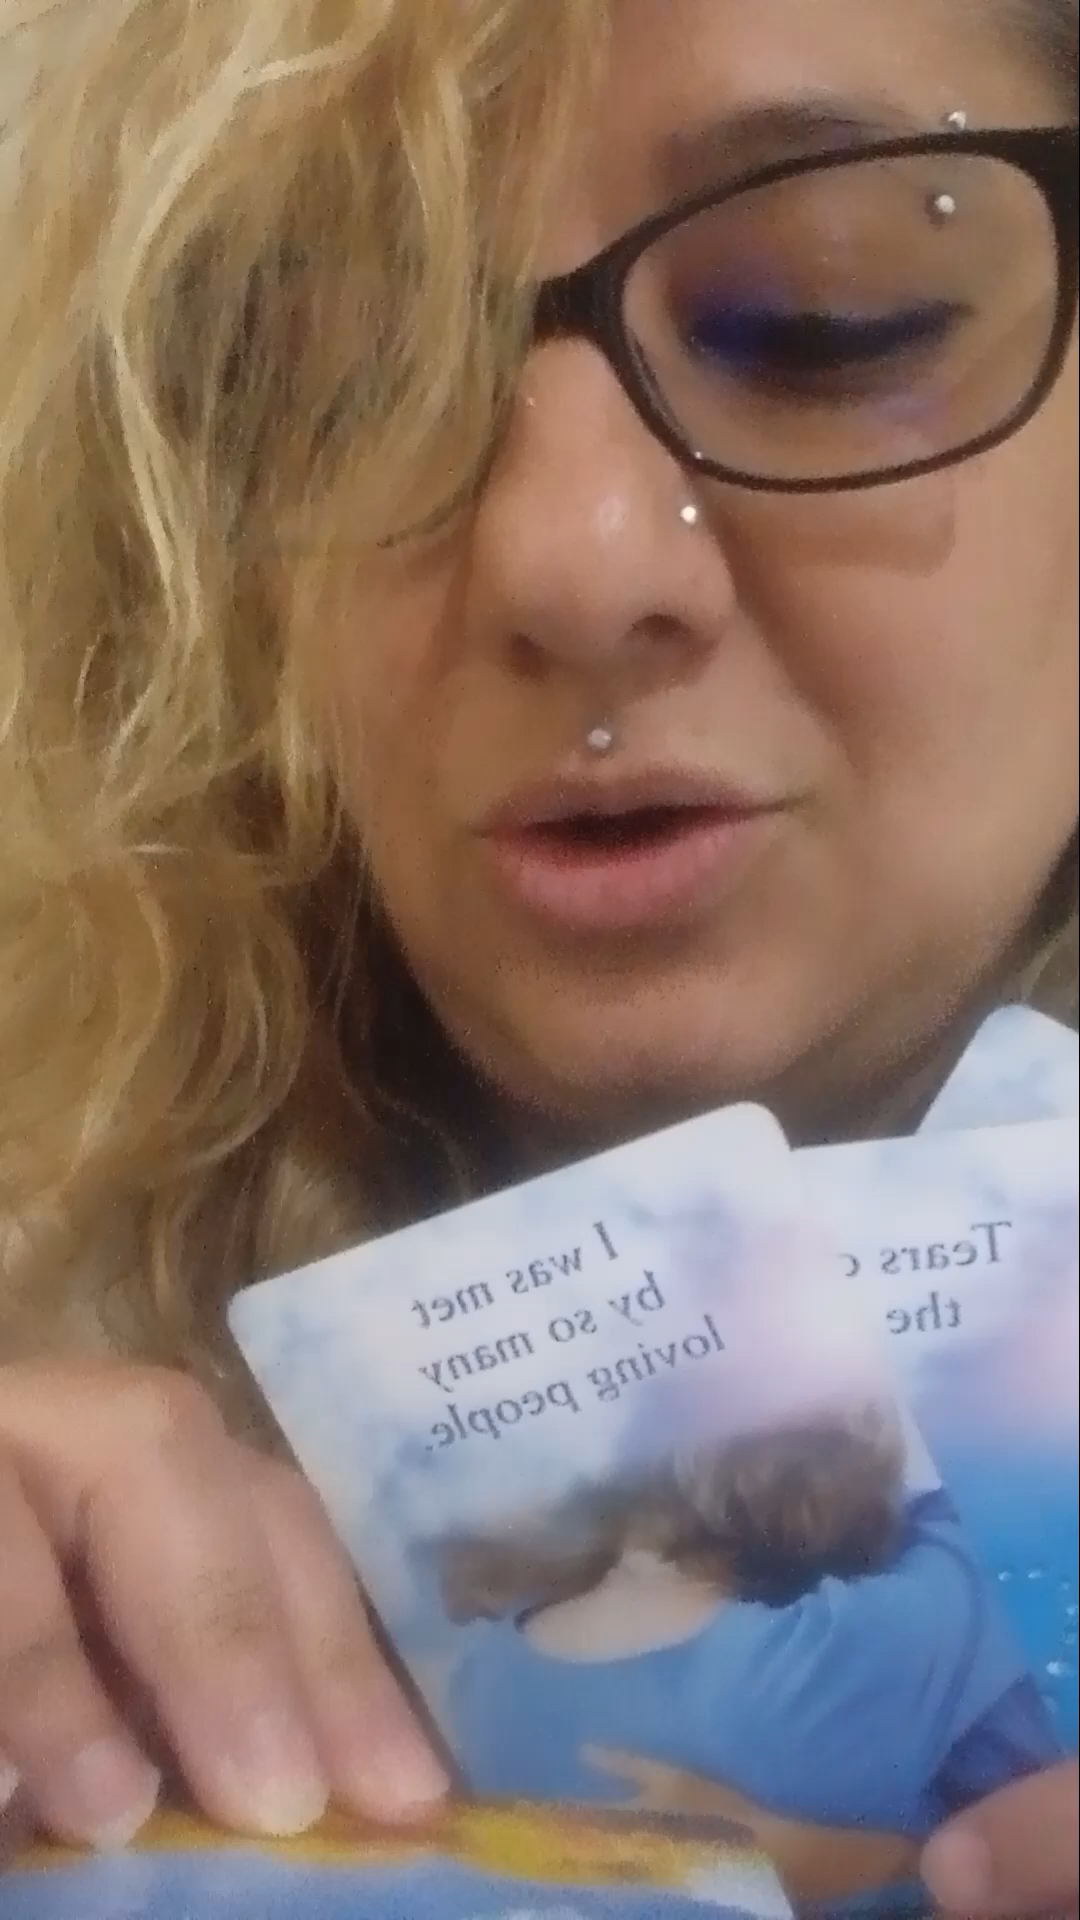 I was met
by so many
loving people.
Tears
the